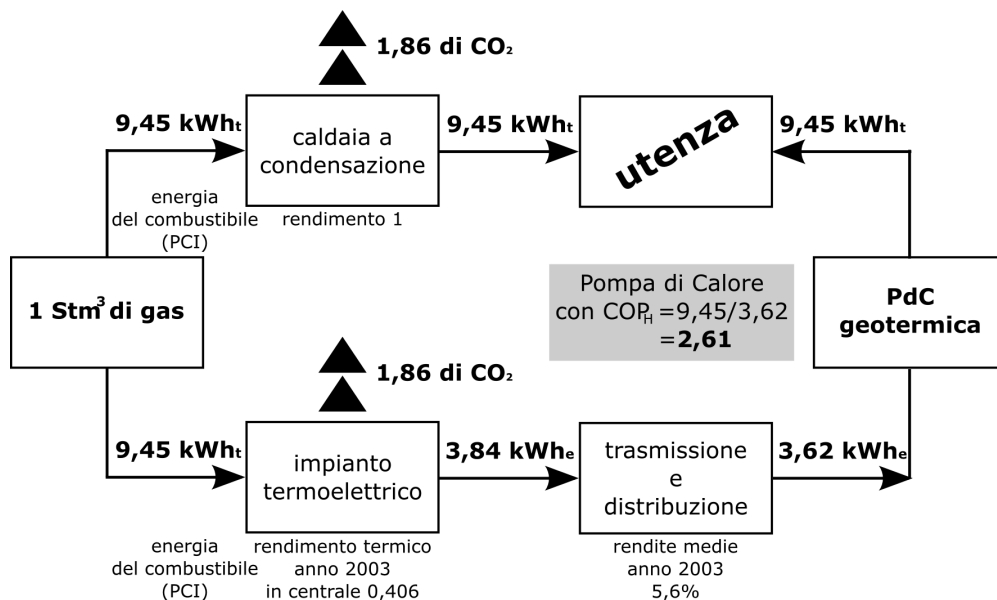 1,86 di CO₂
9,45 kWht
caldaia a
condensazione
9,45 kWht
utenza
9,45 kWht
energia
del combustibile
(PCI)
rendimento 1
1 Stm³ di gas
Pompa di Calore
con COPH =9,45/3,62
=2,61
PdC
geotermica
1,86 di CO₂
9,45 kWht
impianto
termoelettrico
3,84 kWhe
trasmissione
e
distribuzione
3,62 kWhe
energia
del combustibile
(PCI)
rendimento termico
anno 2003
in centrale 0,406
rendite medie
anno 2003
5,6%